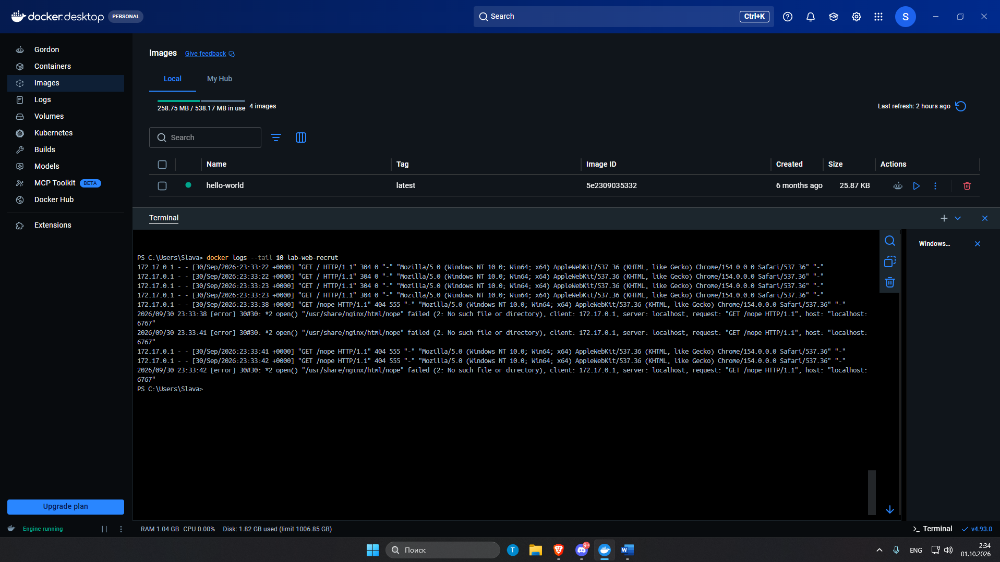 docker.desktop PERSONAL
Search Ctrl+K
S
Gordon
Containers
Images
Logs
Volumes
Kubernetes
Builds
Models
MCP Toolkit BETA
Docker Hub
Extensions
Upgrade plan
Images Give feedback
Local My Hub
258.75 MB / 538.17 MB in use 4 images
Last refresh: 2 hours ago
Search
Name Tag Image ID Created Size Actions
hello-world latest 5e2309035332 6 months ago 25.87 KB
Terminal
Windows...
PS C:\Users\Slava> docker logs --tail 10 lab-web-recrut
172.17.0.1 - - [30/Sep/2026:23:33:22 +0000] "GET / HTTP/1.1" 304 0 "-" "Mozilla/5.0 (Windows NT 10.0; Win64; x64) AppleWebKit/537.36 (KHTML, like Gecko) Chrome/154.0.0.0 Safari/537.36" "-"
172.17.0.1 - - [30/Sep/2026:23:33:22 +0000] "GET / HTTP/1.1" 304 0 "-" "Mozilla/5.0 (Windows NT 10.0; Win64; x64) AppleWebKit/537.36 (KHTML, like Gecko) Chrome/154.0.0.0 Safari/537.36" "-"
172.17.0.1 - - [30/Sep/2026:23:33:23 +0000] "GET / HTTP/1.1" 304 0 "-" "Mozilla/5.0 (Windows NT 10.0; Win64; x64) AppleWebKit/537.36 (KHTML, like Gecko) Chrome/154.0.0.0 Safari/537.36" "-"
172.17.0.1 - - [30/Sep/2026:23:33:23 +0000] "GET / HTTP/1.1" 304 0 "-" "Mozilla/5.0 (Windows NT 10.0; Win64; x64) AppleWebKit/537.36 (KHTML, like Gecko) Chrome/154.0.0.0 Safari/537.36" "-"
172.17.0.1 - - [30/Sep/2026:23:33:38 +0000] "GET /nope HTTP/1.1" 404 555 "-" "Mozilla/5.0 (Windows NT 10.0; Win64; x64) AppleWebKit/537.36 (KHTML, like Gecko) Chrome/154.0.0.0 Safari/537.36" "-"
2026/09/30 23:33:38 [error] 30#30: *2 open() "/usr/share/nginx/html/nope" failed (2: No such file or directory), client: 172.17.0.1, server: localhost, request: "GET /nope HTTP/1.1", host: "localhost:
6767"
2026/09/30 23:33:41 [error] 30#30: *2 open() "/usr/share/nginx/html/nope" failed (2: No such file or directory), client: 172.17.0.1, server: localhost, request: "GET /nope HTTP/1.1", host: "localhost:
6767"
172.17.0.1 - - [30/Sep/2026:23:33:41 +0000] "GET /nope HTTP/1.1" 404 555 "-" "Mozilla/5.0 (Windows NT 10.0; Win64; x64) AppleWebKit/537.36 (KHTML, like Gecko) Chrome/154.0.0.0 Safari/537.36" "-"
172.17.0.1 - - [30/Sep/2026:23:33:42 +0000] "GET /nope HTTP/1.1" 404 555 "-" "Mozilla/5.0 (Windows NT 10.0; Win64; x64) AppleWebKit/537.36 (KHTML, like Gecko) Chrome/154.0.0.0 Safari/537.36" "-"
2026/09/30 23:33:42 [error] 30#30: *2 open() "/usr/share/nginx/html/nope" failed (2: No such file or directory), client: 172.17.0.1, server: localhost, request: "GET /nope HTTP/1.1", host: "localhost:
6767"
PS C:\Users\Slava>
Engine running RAM 1.04 GB CPU 0.00% Disk: 1.82 GB used (limit 1006.85 GB) Terminal v4.93.0
Поиск T 9+ ENG 2:34
01.10.2026